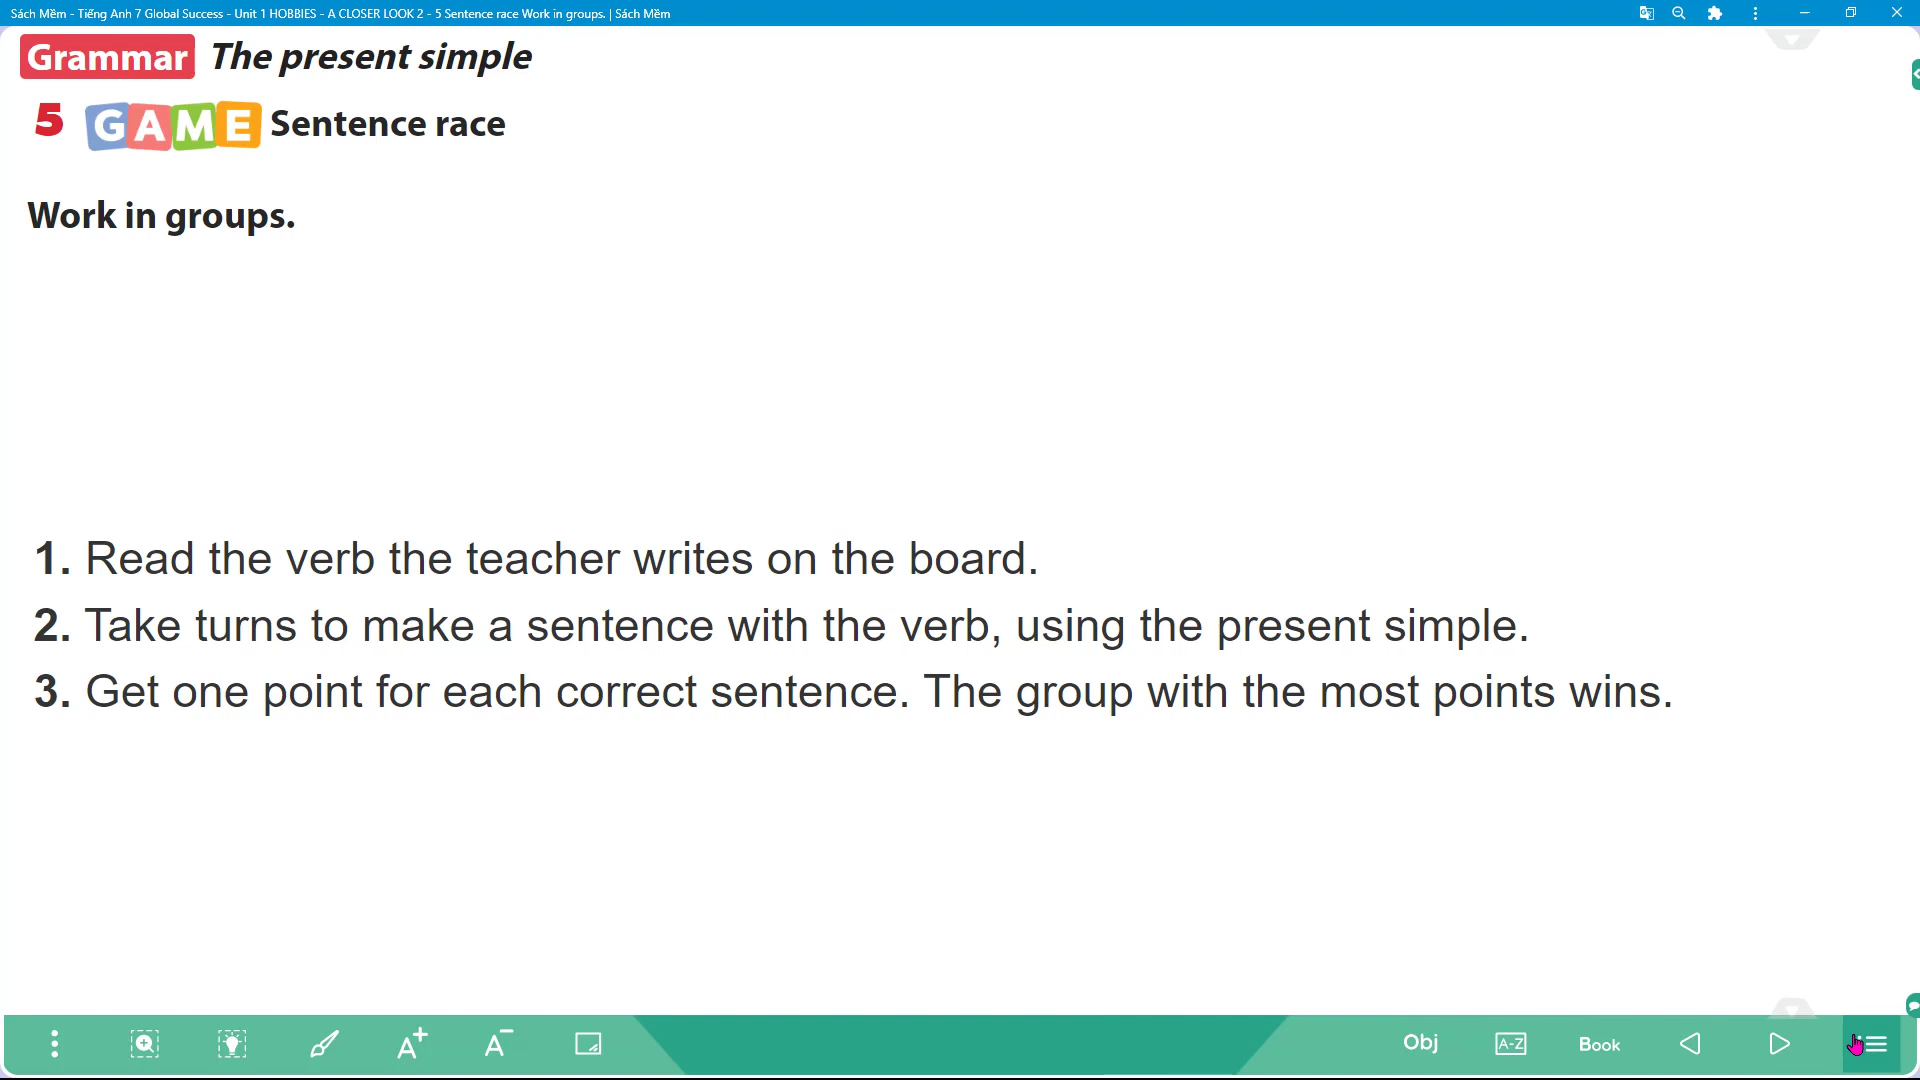 Sách Mềm - Tiếng Anh 7 Global Success - Unit 1 HOBBIES - A CLOSER LOOK 2 - 5 Sentence race Work in groups. | Sách Mềm
Grammar The present simple
5 GAME Sentence race
Work in groups.
1. Read the verb the teacher writes on the board.
2. Take turns to make a sentence with the verb, using the present simple.
3. Get one point for each correct sentence. The group with the most points wins.
A+ A- Obj A-Z Book